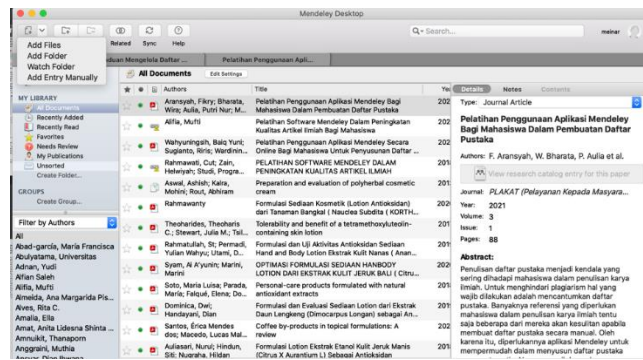 Mendeley Desktop
Search...
meinar
Related Sync Help
Add Files
Add Folder
Watch Folder
Add Entry Manually
duan Mengelola Daftar ...
Pelatihan Penggunaan Apli...
All Documents
Edit Settings
MY LIBRARY
All Documents
Recently Added
Recently Read
Favorites
Needs Review
My Publications
Unsorted
Create Folder...
GROUPS
Create Group...
Filter by Authors
All
Abad-garcía, María Francisca
Abulyatama, Universitas
Adnan, Yudi
Afian Saleh
Alfia, Mufti
Almeida, Ana Margarida Pis...
Alves, Rita C.
Amalia, Ella
Amat, Anita Lidesna Shinta ...
Amnuikit, Thanaporn
Anggraini, Muthia
Authors Title
Aransyah, Fikry; Bharata, Wira; Aulia, Putri Nur; M...
Pelatihan Penggunaan Aplikasi Mendeley Bagi Mahasiswa Dalam Pembuatan Daftar Pustaka
Alfia, Mufti
Pelatihan Software Mendeley Dalam Peningkatan Kualitas Artikel Ilmiah Bagi Mahasiswa
Wahyuningsih, Baiq Yuni; Sugianto, Riris; Wardinin...
Pelatihan Penggunaan Aplikasi Mendeley Secara Online Bagi Mahasiswa Untuk Penyusunan Daftar ...
Rahmawati, Cut; Zain, Helwiyah; Studi, Progra...
PELATIHAN SOFTWARE MENDELEY DALAM PENINGKATAN KUALITAS ARTIKEL ILMIAH
Aswal, Ashish; Kalra, Mohini; Rout, Abhiram
Preparation and evaluation of polyherbal cosmetic cream
Rahmawanty
Formulasi Sediaan Kosmetik (Lotion Antioksidan) dari Tanaman Bangkal ( Nauclea Subdita ( KORTH...
Theoharides, Theoharis C.; Stewart, Julia M.; Tsil...
Tolerability and benefit of a tetramethoxyluteolin-containing skin lotion
Rahmatullah, St; Permadi, Yulian Wahyu; Utami, D...
Formulasi dan Uji Aktivitas Antioksidan Sediaan Hand and Body Lotion Ekstrak Kulit Nanas ( Anan...
Syam, Al A'yunin; Marini, Marini
OPTIMASI FORMULASI SEDIAAN HANBODY LOTION DARI EKSTRAK KULIT JERUK BALI ( Citru...
Soto, Maria Luisa; Parada, Maria; Falqué, Elena; Do...
Personal-care products formulated with natural antioxidant extracts
Dominica, Dwi; Handayani, Dian
Formulasi dan Evaluasi Sediaan Lotion dari Ekstrak Daun Lengkeng (Dimocarpus Longan) sebagai An...
Santos, Érica Mendes dos; Macedo, Lucas Mal...
Coffee by-products in topical formulations: A review
Auliasari, Nurul; Hindun, Siti; Nugraha, Hildan
Formulasi Lotion Ekstrak Etanol Kulit Jeruk Manis (Citrus X Aurantium L) Sebagai Antioksidan
Details Notes Contents
Type: Journal Article
Pelatihan Penggunaan Aplikasi Mendeley
Bagi Mahasiswa Dalam Pembuatan Daftar
Pustaka
Authors: F. Aransyah, W. Bharata, P. Aulia et al.
View research catalog entry for this paper
Journal: PLAKAT (Pelayanan Kepada Masyara...
Year: 2021
Volume: 3
Issue: 1
Pages: 88
Abstract:
Penulisan daftar pustaka menjadi kendala yang
sering dihadapi mahasiswa dalam penulisan karya
ilmiah. Untuk menghindari plagiarism hal yang
wajib dilakukan adalah mencantumkan daftar
pustaka. Banyaknya referensi yang diperlukan
mahasiswa dalam penulisan karya ilmiah tentu
saja beberapa dari mereka akan kesulitan apabila
membuat daftar pustaka secara manual. Oleh
karena itu, diperlukannya aplikasi Mendeley untuk
mempermudah dalam menyusun daftar pustaka